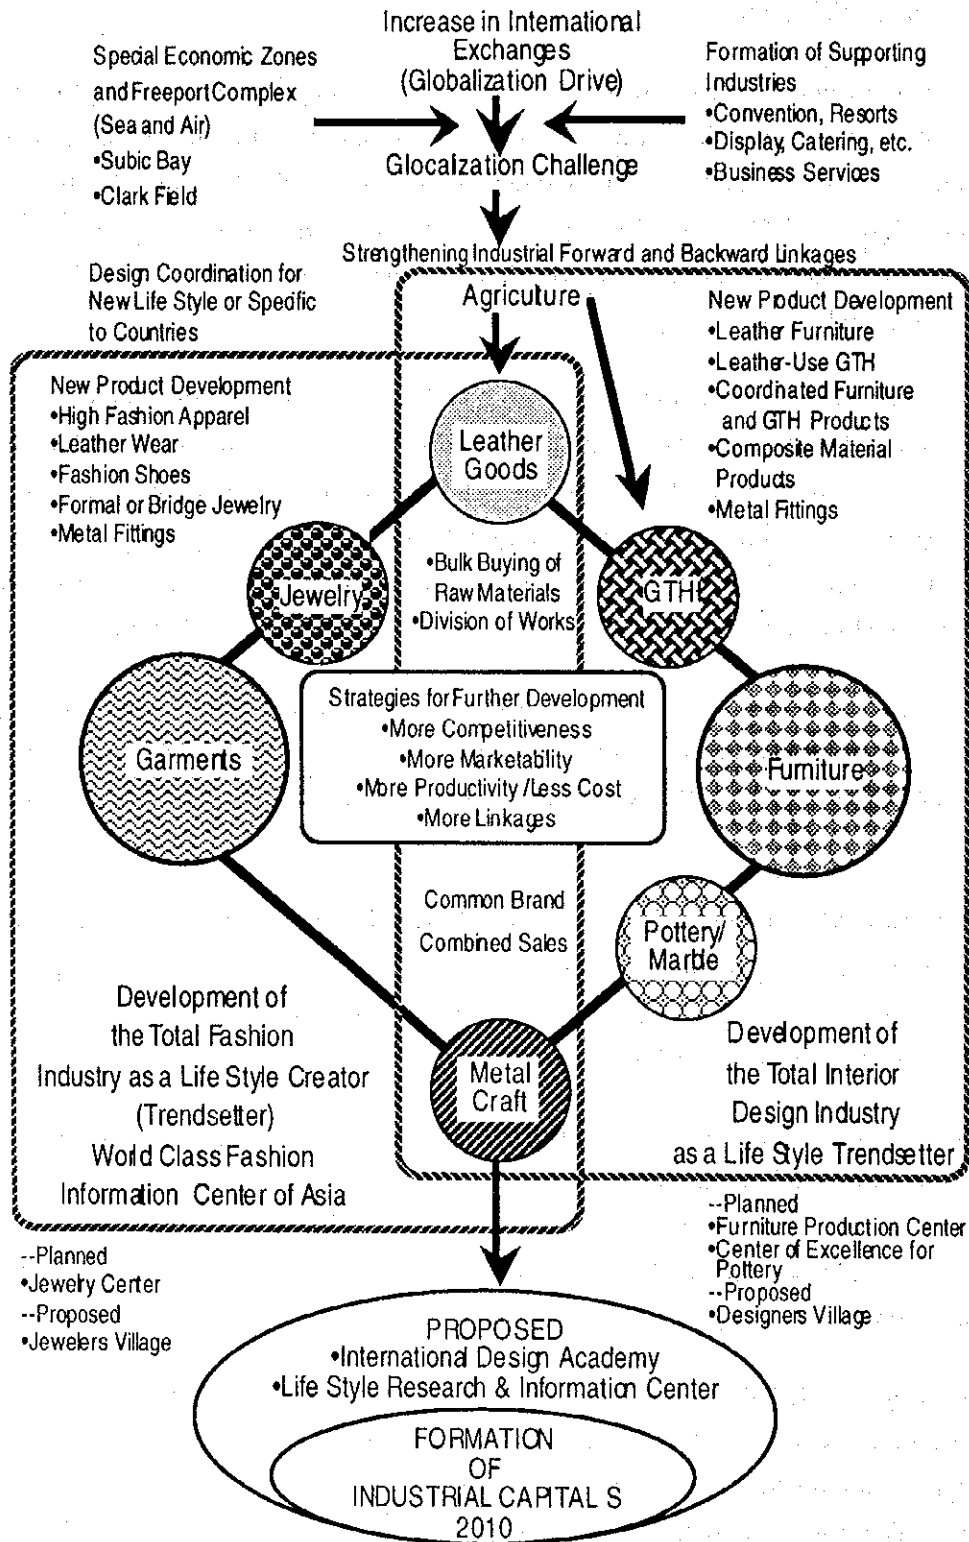 Increase in International
Exchanges
(Globalization Drive)
Special Economic Zones
and Freeport Complex
(Sea and Air)
•Subic Bay
•Clark Field
Formation of Supporting
Industries
•Convention, Resorts
•Display, Catering, etc.
•Business Services
Glocalzation Challenge
Strengthening Industrial Forward and Backward Linkages
Design Coordination for
New Life Style or Specific
to Countries
Agriculture
New Product Development
•High Fashion Apparel
•Leather Wear
•Fashion Shoes
•Formal or Bridge Jewelry
•Metal Fittings
New Product Development
•Leather Furniture
•Leather-Use GTH
•Coordinated Furniture
and GTH Products
•Composite Material
Products
•Metal Fittings
Leather
Goods
Jewelry
•Bulk Buying of
Raw Materials
•Division of Works
GTH
Garments
Strategies for Further Development
•More Competitiveness
•More Marketability
•More Productivity /Less Cost
•More Linkages
Furniture
Common Brand
Combined Sales
Pottery/
Marble
Metal
Craft
Development of
the Total Fashion
Industry as a Life Style Creator
(Trendsetter)
World Class Fashion
Information Center of Asia
Development of
the Total Interior
Design Industry
as a Life Style Trendsetter
--Planned
•Jewelry Center
--Proposed
•Jewelers Village
--Planned
•Furniture Production Center
•Center of Excellence for
Pottery
--Proposed
•Designers Village
PROPOSED
•International Design Academy
•Life Style Research & Information Center
FORMATION
OF
INDUSTRIAL CAPITAL S
2010